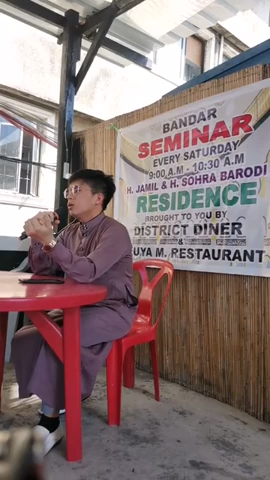 BANDAR
SEMINAR
EVERY SATURDAY
9:00 A.M - 10:30 A.M
H. JAMIL & H. SOHRA BARODI
RESIDENCE
BROUGHT TO YOU BY
DISTRICT DINER
&
UYA M. RESTAURANT